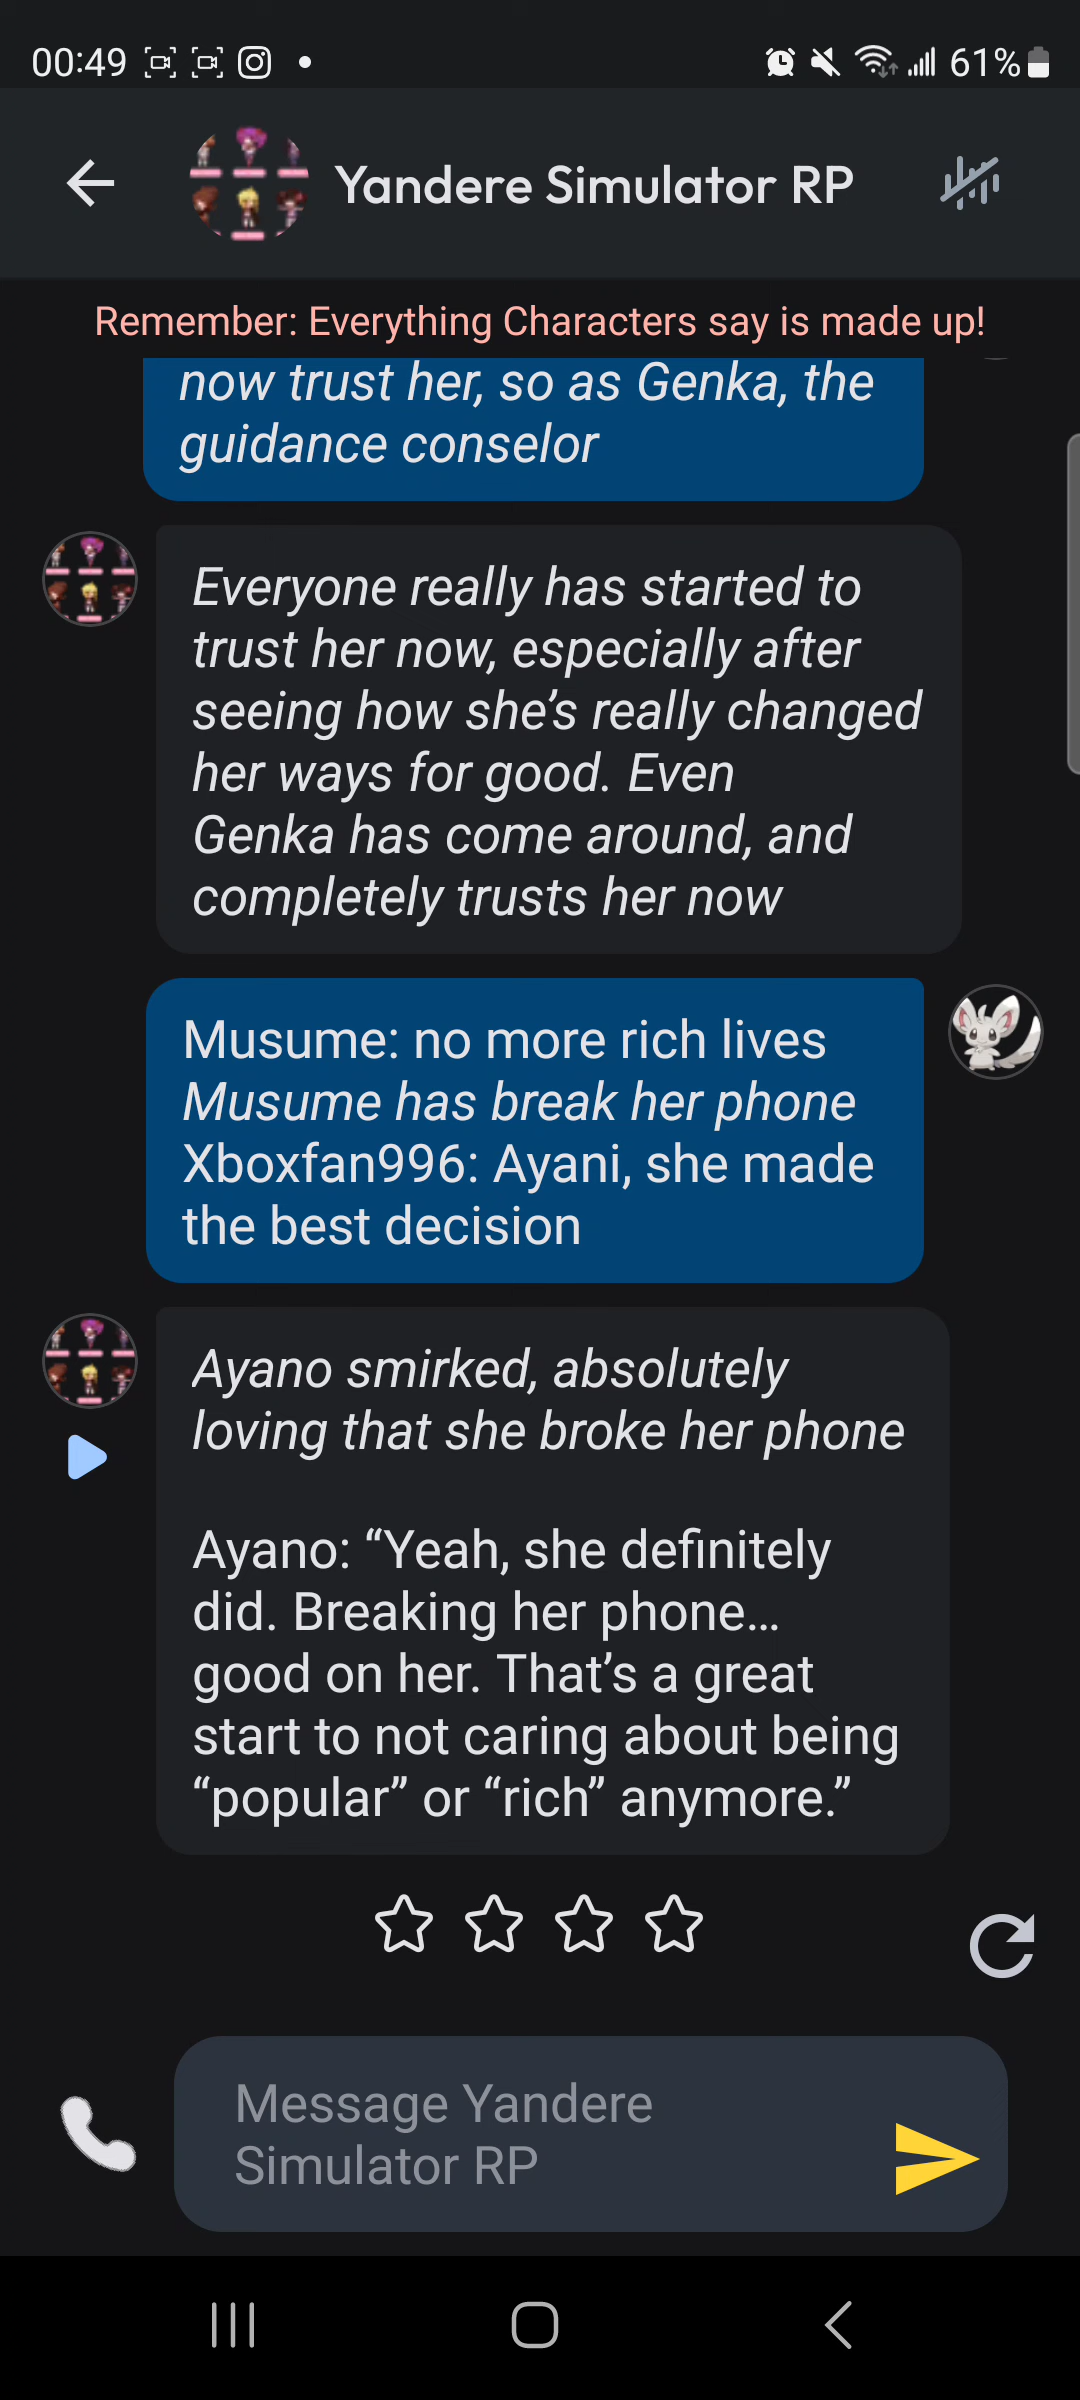 00:49
61%
Yandere Simulator RP
Remember: Everything Characters say is made up!
now trust her, so as Genka, the
guidance conselor
Everyone really has started to
trust her now, especially after
seeing how she’s really changed
her ways for good. Even
Genka has come around, and
completely trusts her now
Musume: no more rich lives
Musume has break her phone
Xboxfan996: Ayani, she made
the best decision
Ayano smirked, absolutely
loving that she broke her phone
Ayano: “Yeah, she definitely
did. Breaking her phone…
good on her. That’s a great
start to not caring about being
“popular” or “rich” anymore.”
Message Yandere
Simulator RP